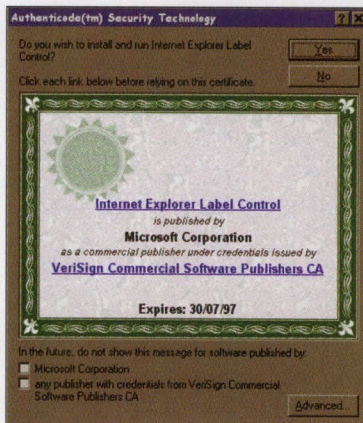 Authenticode(tm) Security Technology
Do you wish to install and run Internet Explorer Label
Control?
Yes
No
Click each link below before relying on this certificate.
Internet Explorer Label Control
is published by
Microsoft Corporation
as a commercial publisher under credentials issued by
VeriSign Commercial Software Publishers CA
Expires: 30/07/97
In the future, do not show this message for software published by:
Microsoft Corporation
any publisher with credentials from VeriSign Commercial
Software Publishers CA
Advanced...